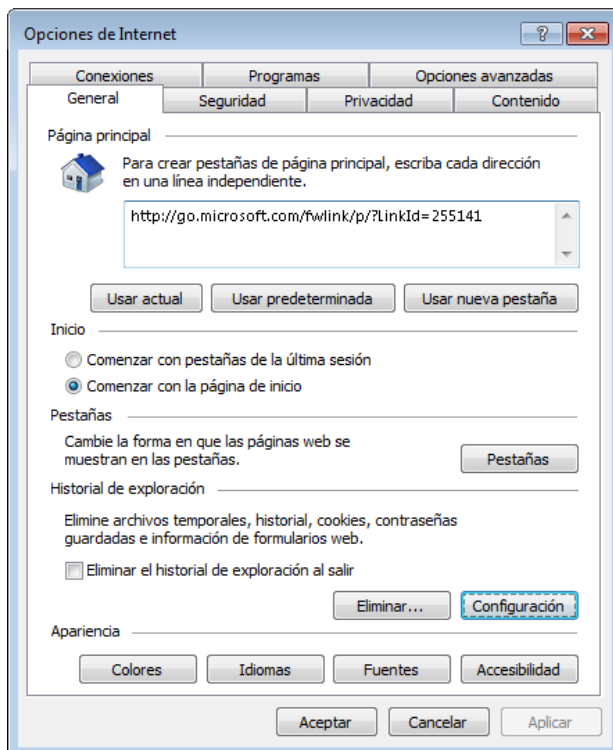 Opciones de Internet
Conexiones Programas Opciones avanzadas
General Seguridad Privacidad Contenido
Página principal
Para crear pestañas de página principal, escriba cada dirección
en una línea independiente.
http://go.microsoft.com/fwlink/p/?LinkId=255141
Usar actual Usar predeterminada Usar nueva pestaña
Inicio
Comenzar con pestañas de la última sesión
Comenzar con la página de inicio
Pestañas
Cambie la forma en que las páginas web se
muestran en las pestañas.
Pestañas
Historial de exploración
Elimine archivos temporales, historial, cookies, contraseñas
guardadas e información de formularios web.
Eliminar el historial de exploración al salir
Eliminar... Configuración
Apariencia
Colores Idiomas Fuentes Accesibilidad
Aceptar Cancelar Aplicar